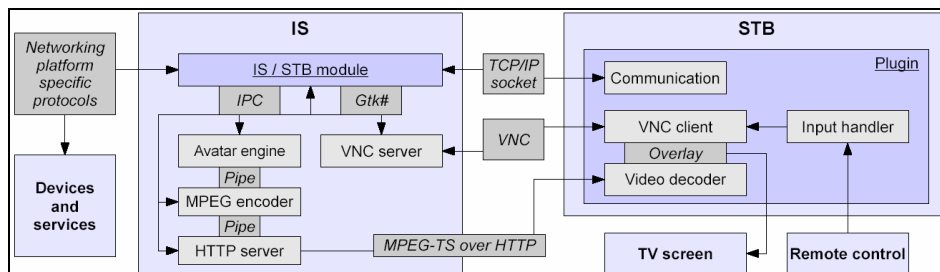 Networking
platform
specific
protocols
Devices
and
services
IS
IS / STB module
IPC
Gtk#
Avatar engine
VNC server
Pipe
MPEG encoder
Pipe
HTTP server
TCP/IP
socket
VNC
MPEG-TS over HTTP
STB
Plugin
Communication
VNC client
Input handler
Overlay
Video decoder
TV screen
Remote control